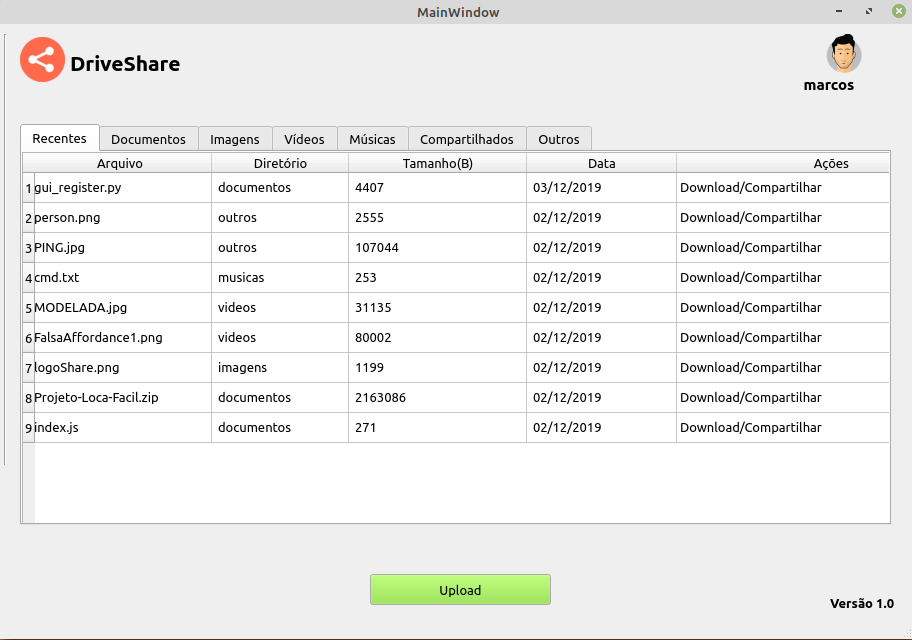 MainWindow
DriveShare
marcos
Recentes Documentos Imagens Vídeos Músicas Compartilhados Outros
Arquivo Diretório Tamanho(B) Data Ações
1 gui_register.py documentos 4407 03/12/2019 Download/Compartilhar
2 person.png outros 2555 02/12/2019 Download/Compartilhar
3 PING.jpg outros 107044 02/12/2019 Download/Compartilhar
4 cmd.txt musicas 253 02/12/2019 Download/Compartilhar
5 MODELADA.jpg videos 31135 02/12/2019 Download/Compartilhar
6 FalsaAffordance1.png videos 80002 02/12/2019 Download/Compartilhar
7 logoShare.png imagens 1199 02/12/2019 Download/Compartilhar
8 Projeto-Loca-Facil.zip documentos 2163086 02/12/2019 Download/Compartilhar
9 index.js documentos 271 02/12/2019 Download/Compartilhar
Upload
Versão 1.0